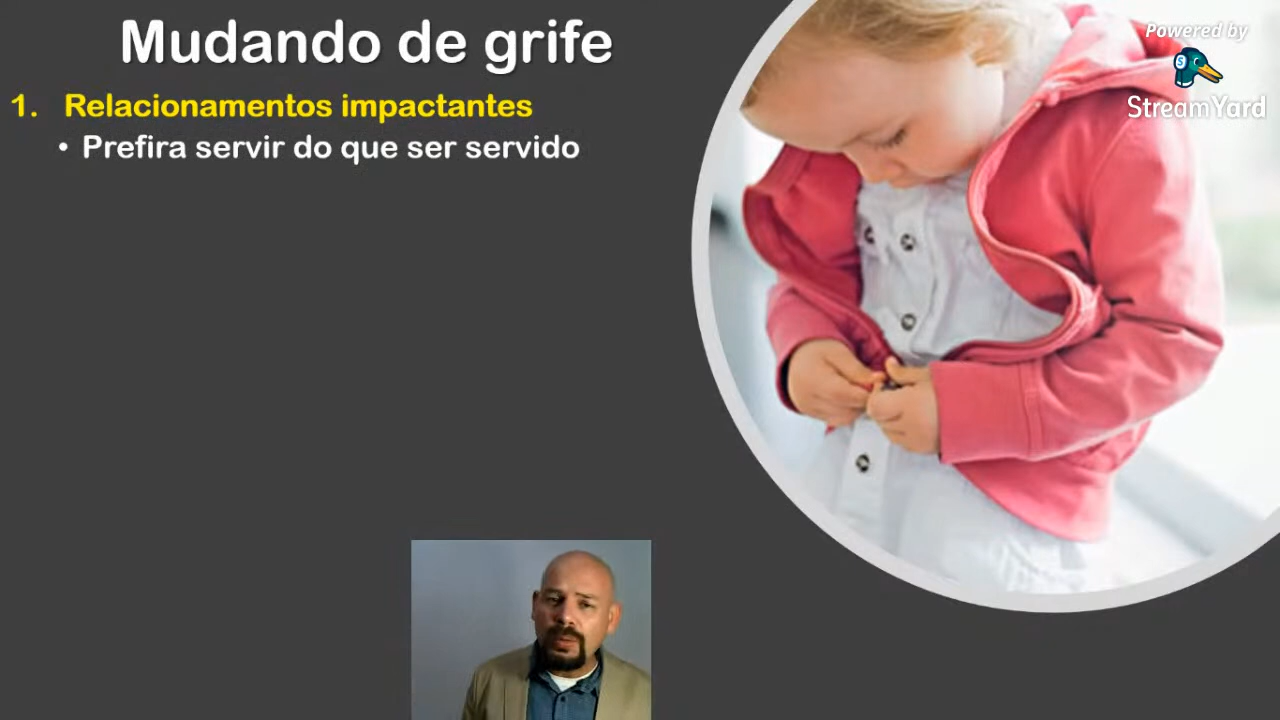 Mudando de grife
1. Relacionamentos impactantes
• Prefira servir do que ser servido
Powered by
StreamYard